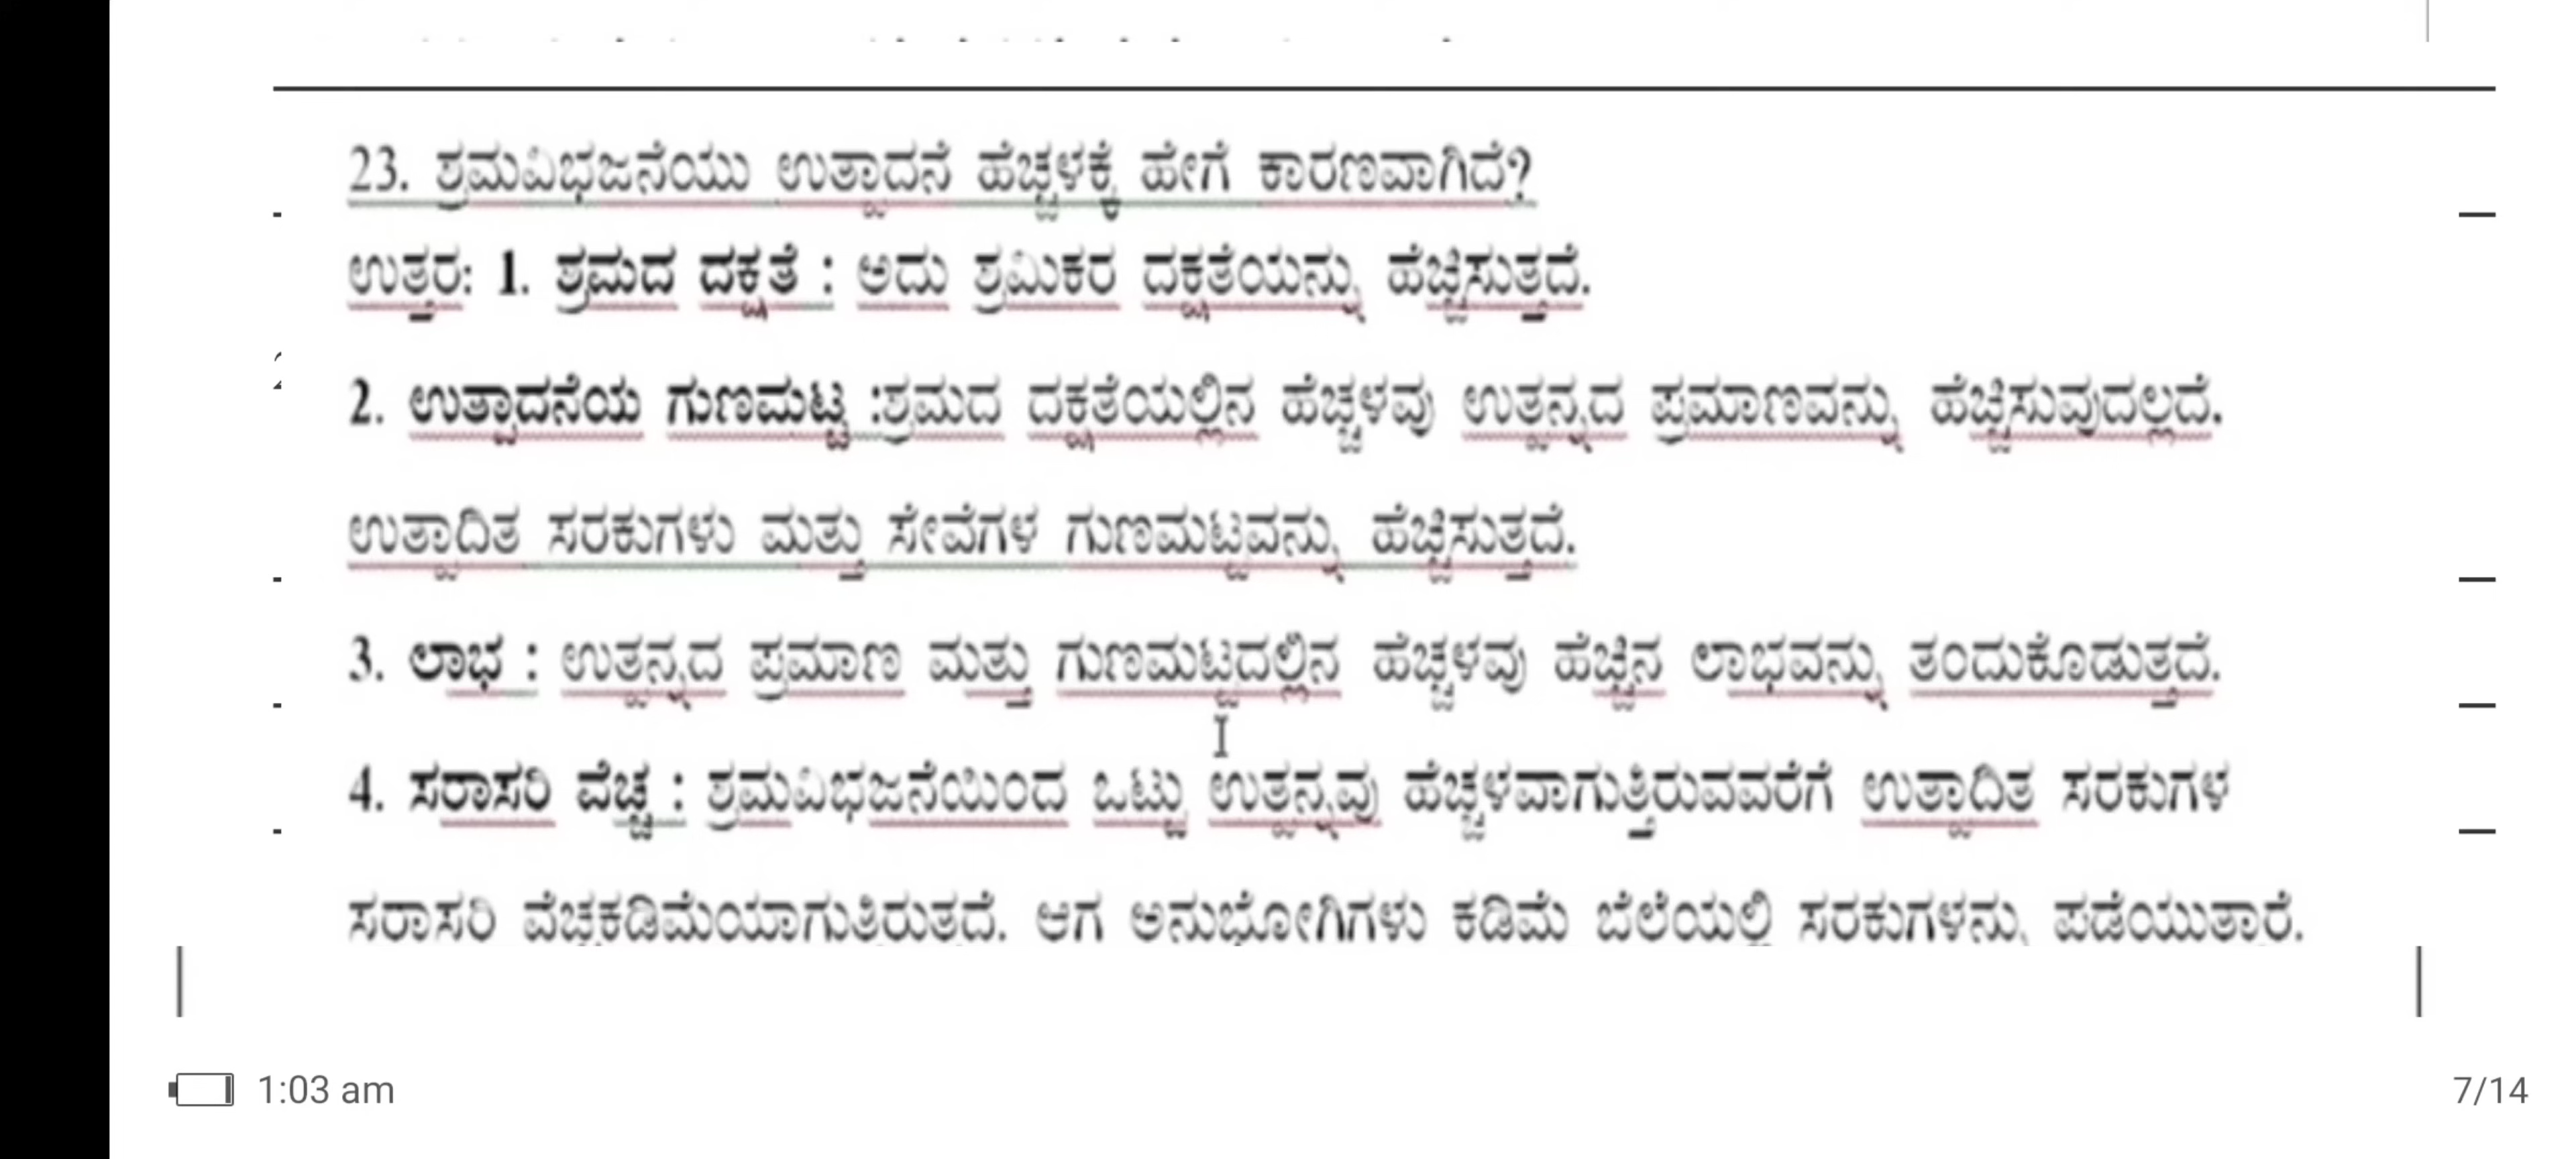 23. ಶ್ರಮವಿಭಜನೆಯು ಉತ್ಪಾದನೆ ಹೆಚ್ಚಳಕ್ಕೆ ಹೇಗೆ ಕಾರಣವಾಗಿದೆ?
ಉತ್ತರ: 1. ಶ್ರಮದ ದಕ್ಷತೆ : ಅದು ಶ್ರಮಿಕರ ದಕ್ಷತೆಯನ್ನು ಹೆಚ್ಚಿಸುತ್ತದೆ.
2. ಉತ್ಪಾದನೆಯ ಗುಣಮಟ್ಟ :ಶ್ರಮದ ದಕ್ಷತೆಯಲ್ಲಿನ ಹೆಚ್ಚಳವು ಉತ್ಪನ್ನದ ಪ್ರಮಾಣವನ್ನು ಹೆಚ್ಚಿಸುವುದಲ್ಲದೆ.
ಉತ್ಪಾದಿತ ಸರಕುಗಳು ಮತ್ತು ಸೇವೆಗಳ ಗುಣಮಟ್ಟವನ್ನು ಹೆಚ್ಚಿಸುತ್ತದೆ.
3. ಲಾಭ : ಉತ್ಪನ್ನದ ಪ್ರಮಾಣ ಮತ್ತು ಗುಣಮಟ್ಟದಲ್ಲಿನ ಹೆಚ್ಚಳವು ಹೆಚ್ಚಿನ ಲಾಭವನ್ನು ತಂದುಕೊಡುತ್ತದೆ.
4. ಸರಾಸರಿ ವೆಚ್ಚ : ಶ್ರಮವಿಭಜನೆಯಿಂದ ಒಟ್ಟು ಉತ್ಪನ್ನವು ಹೆಚ್ಚಳವಾಗುತ್ತಿರುವವರೆಗೆ ಉತ್ಪಾದಿತ ಸರಕುಗಳ
ಸರಾಸರಿ ವೆಚ್ಚಕಡಿಮೆಯಾಗುತ್ತಿರುತ್ತದೆ. ಆಗ ಅನುಭೋಗಿಗಳು ಕಡಿಮೆ ಬೆಲೆಯಲ್ಲಿ ಸರಕುಗಳನ್ನು ಪಡೆಯುತ್ತಾರೆ.
1:03 am
7/14